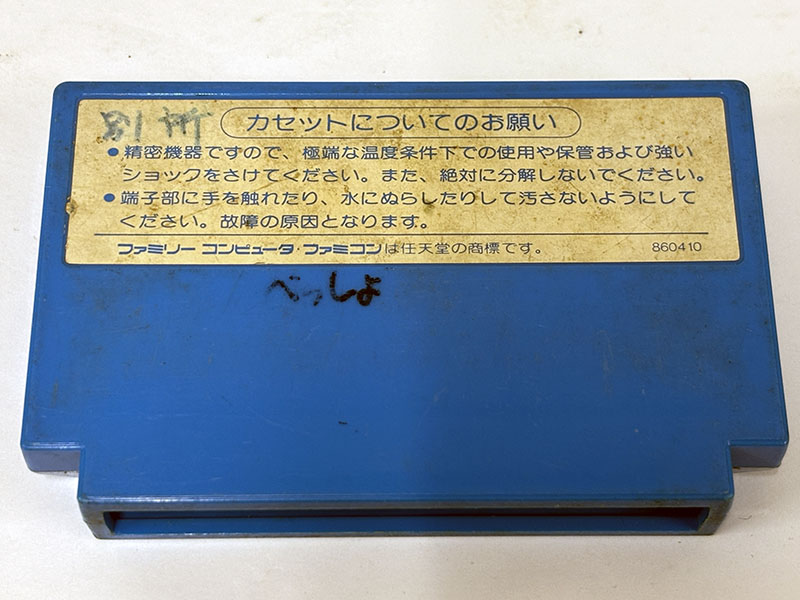 別所
カセットについてのお願い
●精密機器ですので、極端な温度条件下での使用や保管および強い
ショックをさけてください。また、絶対に分解しないでください。
●端子部に手を触れたり、水にぬらしたりして汚さないようにして
ください。故障の原因となります。
ファミリーコンピュータ・ファミコンは任天堂の商標です。
860410
べっしょ